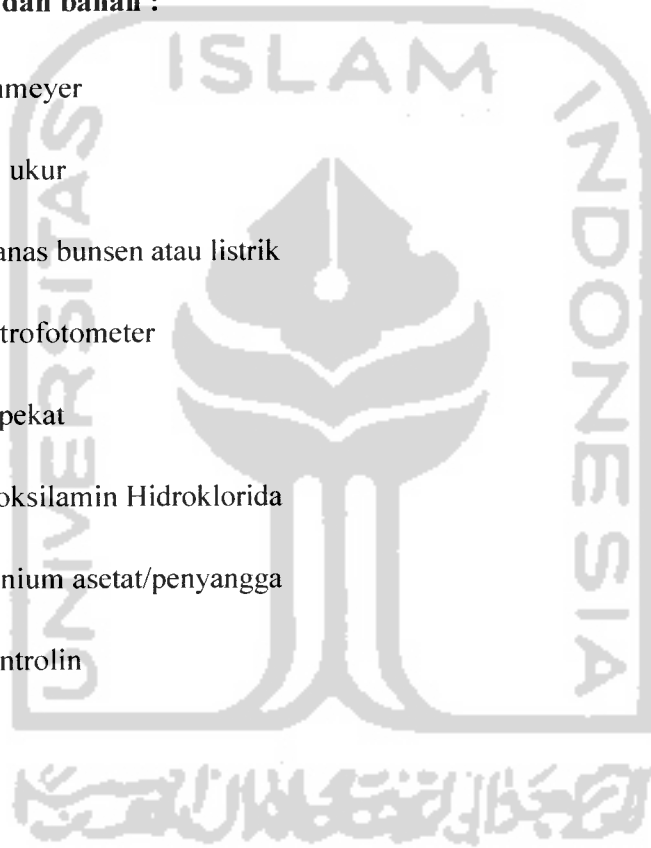 dan bahan :
ISLAM
nmeyer
ukur
anas bunsen atau listrik
trofotometer
pekat
oksilamin Hidroklorida
nium asetat/penyangga
ntrolin
UNIVERSITAS
INDONESIA